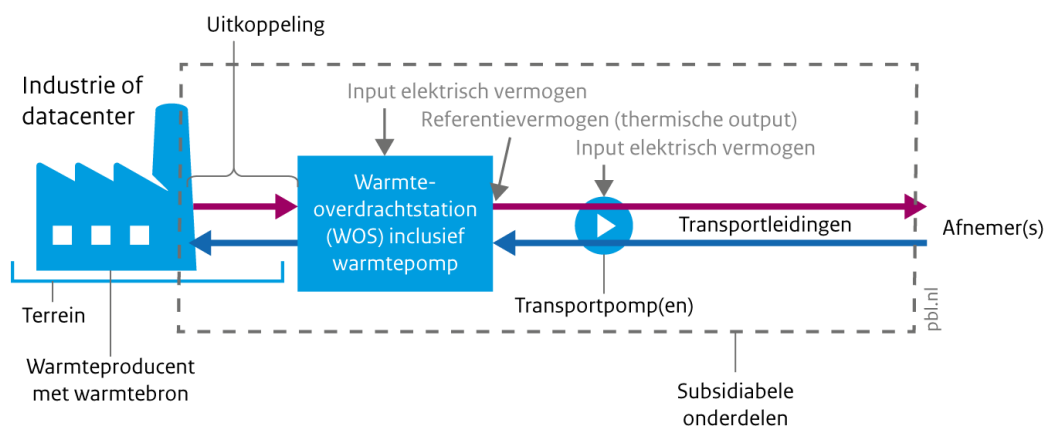 Uitkoppeling
Industrie of
datacenter
Input elektrisch vermogen
Referentievermogen (thermische output)
Input elektrisch vermogen
Warmte-
overdrachtstation
(WOS) inclusief
warmtepomp
Transportleidingen
Afnemer(s)
Transportpomp(en)
Terrein
pbl.nl
Warmteproducent
met warmtebron
Subsidiabele
onderdelen